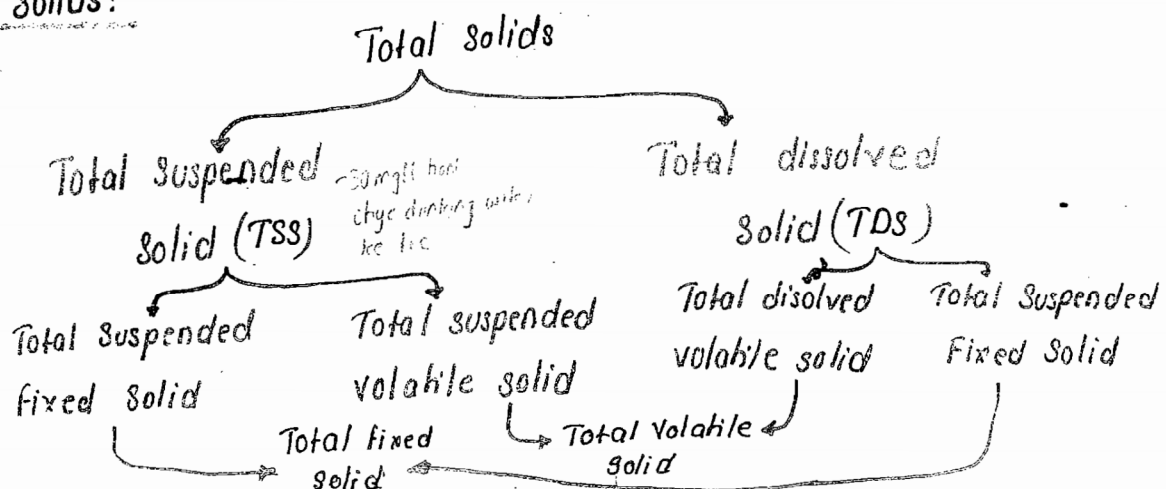 Solids:
Total Solids
Total Suspended
Solid (TSS)
Total dissolved
Solid (TDS)
Total Suspended
fixed Solid
Total suspended
volatile solid
Total disolved
volatile solid
Total Suspended
Fixed Solid
Total fixed
solid
Total Volatile
solid